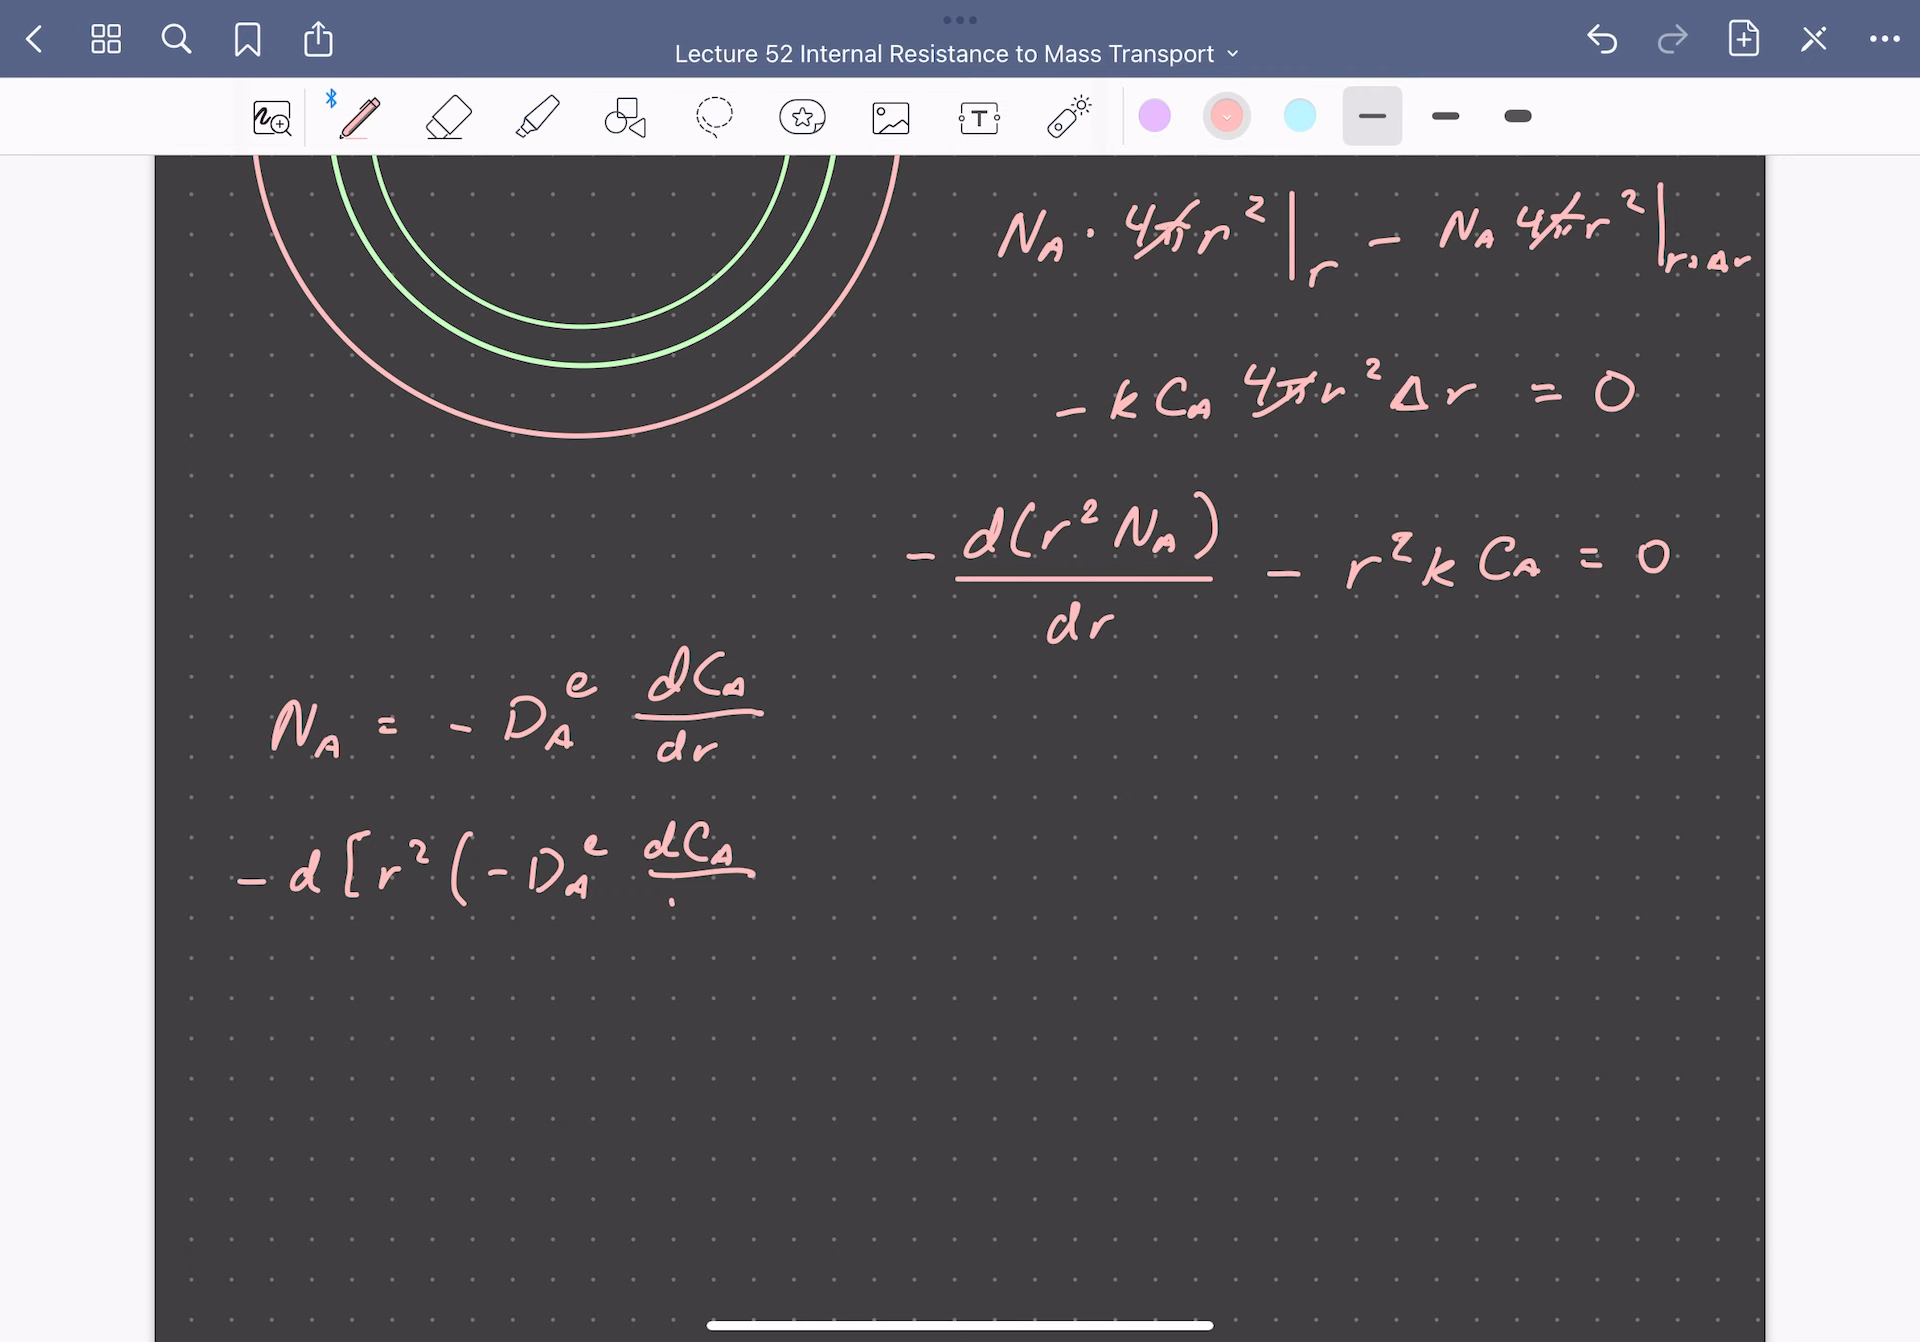 Lecture 52 Internal Resistance to Mass Transport
T
N_A · 4πr²|_r − N_A 4πr²|_{r+Δr}
− k C_A 4πr² Δr = 0
− d(r² N_A)/dr − r² k C_A = 0
N_A = − D_A^e dC_A/dr
− d [r² (− D_A^e dC_A